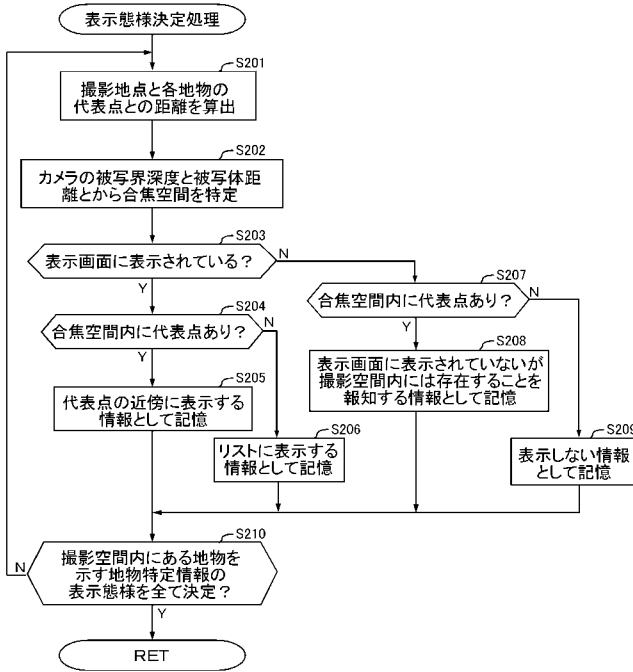 表示態様決定処理
S201
撮影地点と各地物の
代表点との距離を算出
S202
カメラの被写界深度と被写体距
離とから合焦空間を特定
S203
表示画面に表示されている？
N
Y
S204
合焦空間内に代表点あり？
N
Y
S205
代表点の近傍に表示する
情報として記憶
S206
リストに表示する
情報として記憶
S207
合焦空間内に代表点あり？
N
Y
S208
表示画面に表示されていないが
撮影空間内には存在することを
報知する情報として記憶
S209
表示しない情報
として記憶
S210
撮影空間内にある地物を
示す地物特定情報の
表示態様を全て決定？
N
Y
RET